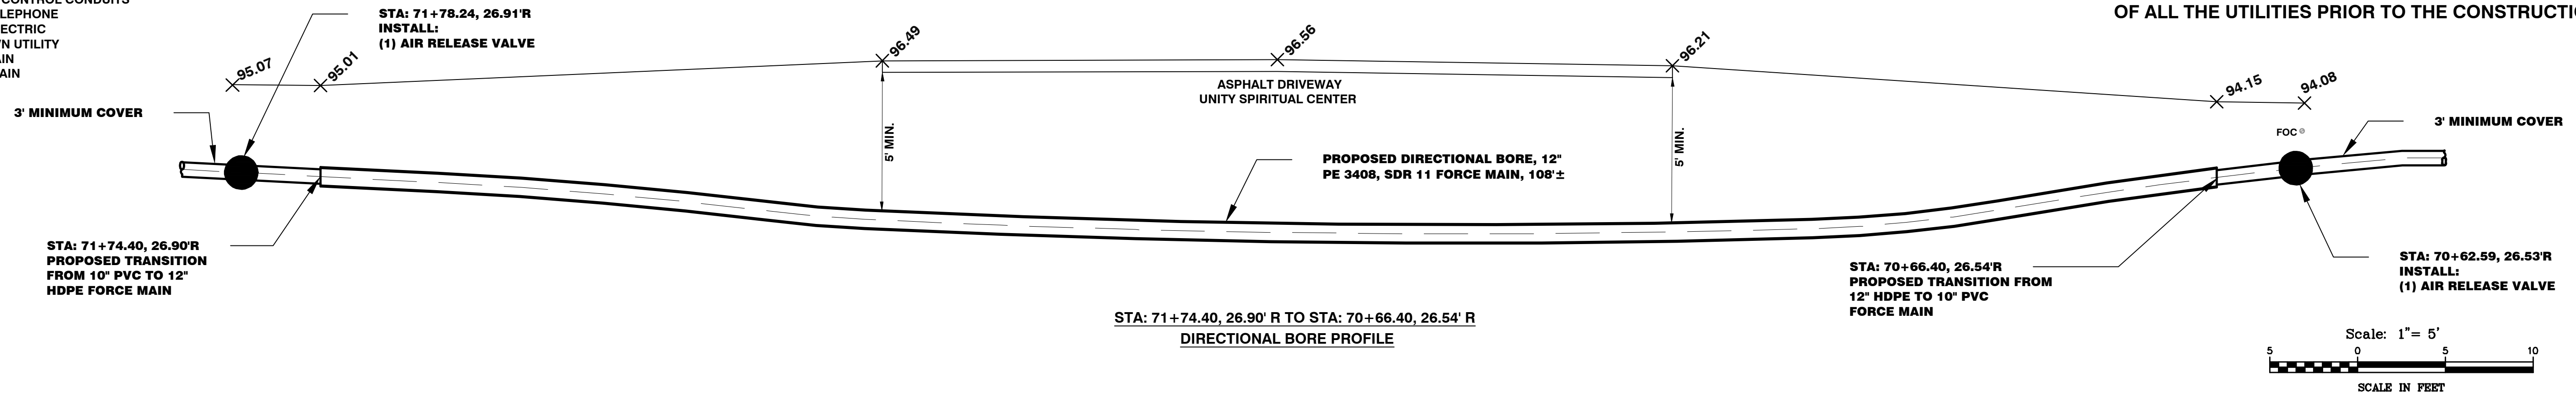 CONTROL CONDUITS
LEPHONE
ECTRIC
N UTILITY
AIN
AIN
STA: 71+78.24, 26.91'R
INSTALL:
(1) AIR RELEASE VALVE
OF ALL THE UTILITIES PRIOR TO THE CONSTRUCTI
95.07
95.01
96.49
96.56
96.21
94.15
94.08
3' MINIMUM COVER
ASPHALT DRIVEWAY
UNITY SPIRITUAL CENTER
5' MIN.
5' MIN.
FOC
3' MINIMUM COVER
PROPOSED DIRECTIONAL BORE, 12"
PE 3408, SDR 11 FORCE MAIN, 108'±
STA: 71+74.40, 26.90'R
PROPOSED TRANSITION
FROM 10" PVC TO 12"
HDPE FORCE MAIN
STA: 70+66.40, 26.54'R
PROPOSED TRANSITION FROM
12" HDPE TO 10" PVC
FORCE MAIN
STA: 70+62.59, 26.53'R
INSTALL:
(1) AIR RELEASE VALVE
STA: 71+74.40, 26.90' R TO STA: 70+66.40, 26.54' R
DIRECTIONAL BORE PROFILE
Scale: 1"= 5'
5 0 5 10
SCALE IN FEET